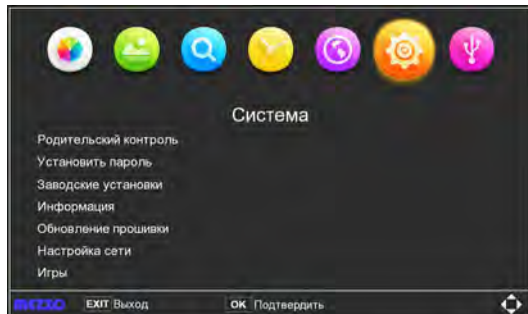 Система
Родительский контроль
Установить пароль
Заводские установки
Информация
Обновление прошивки
Настройка сети
Игры
EXIT Выход OK Подтвердить